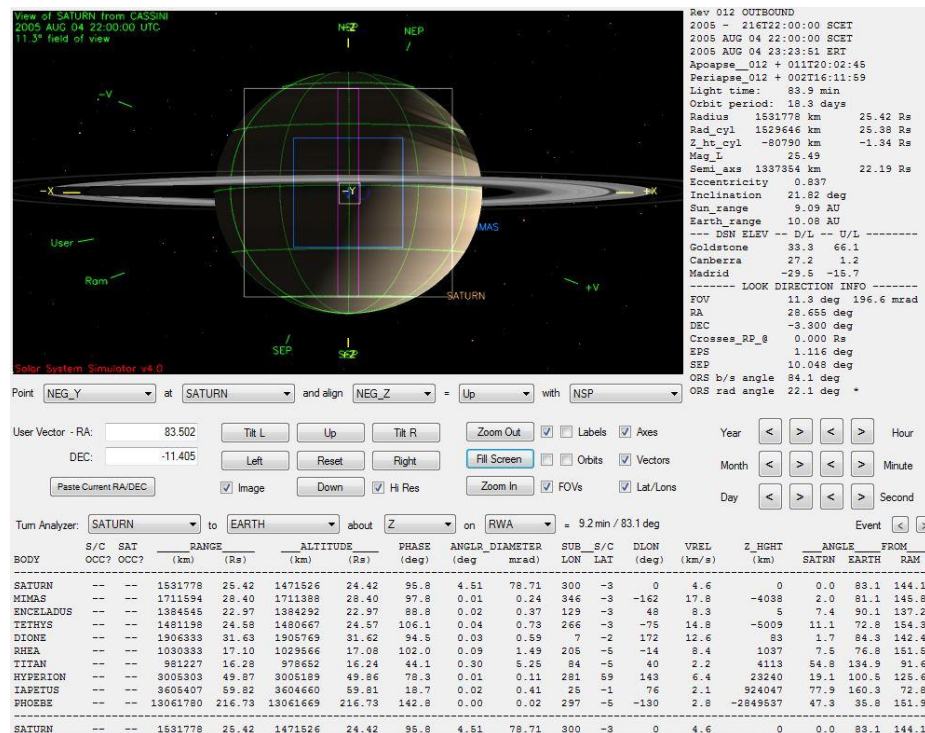 View of SATURN from CASSINI
2005 AUG 04 22:00:00 UTC
11.3° field of view
NEP
NEP
-V
-X
-Y
+X
User
MAS
Ram
+V
SATURN
SEP
SEP
Solar System Simulator v4.0
Rev 012 OUTBOUND
2005 - 216T22:00:00 SCET
2005 AUG 04 22:00:00 SCET
2005 AUG 04 23:23:51 ERT
Apoapse__012 + 011T20:02:45
Periapse_012 + 002T16:11:59
Light time: 83.9 min
Orbit period: 18.3 days
Radius 1531778 km 25.42 Rs
Rad_cyl 1529646 km 25.38 Rs
Z_ht_cyl -80790 km -1.34 Rs
Mag_L 25.49
Semi_axs 1337354 km 22.19 Rs
Eccentricity 0.837
Inclination 21.82 deg
Sun_range 9.09 AU
Earth_range 10.08 AU
--- DSN ELEV -- D/L -- U/L --------
Goldstone 33.3 66.1
Canberra 27.2 1.2
Madrid -29.5 -15.7
------- LOOK DIRECTION INFO -------
FOV 11.3 deg 196.6 mrad
RA 28.655 deg
DEC -3.300 deg
Crosses_RP_@ 0.000 Rs
EPS 1.116 deg
SEP 10.048 deg
ORS b/s angle 84.1 deg
ORS rad angle 22.1 deg *
Point NEG_Y at SATURN and align NEG_Z = Up with NSP
User Vector - RA: 83.502 Tilt L Up Tilt R Zoom Out Labels Axes Year < > < > Hour
DEC: -11.405 Left Reset Right Fill Screen Orbits Vectors Month < > < > Minute
Paste Current RA/DEC Image Down Hi Res Zoom In FOVs Lat/Lons Day < > < > Second
Turn Analyzer: SATURN to EARTH about Z on RWA = 9.2 min / 83.1 deg Event < >
S/C SAT RANGE ALTITUDE PHASE ANGLR_DIAMETER SUB_S/C DLON VREL Z_HGHT ANGLE FROM
BODY OCC? OCC? (km) (Rs) (km) (Rs) (deg) (deg mrad) LON LAT (deg) (km/s) (km) SATRN EARTH RAM
SATURN -- -- 1531778 25.42 1471526 24.42 95.8 4.51 78.71 300 -3 0 4.6 0 0.0 83.1 144.1
MIMAS -- -- 1711594 28.40 1711388 28.40 97.8 0.01 0.24 346 -3 -162 17.8 -4038 2.0 81.1 145.8
ENCELADUS -- -- 1384545 22.97 1384292 22.97 88.8 0.02 0.37 129 -3 48 8.3 5 7.4 90.1 137.2
TETHYS -- -- 1481198 24.58 1480667 24.57 106.1 0.04 0.73 266 -3 -75 14.8 -5009 11.1 72.8 154.3
DIONE -- -- 1906333 31.63 1905769 31.62 94.5 0.03 0.59 7 -2 172 12.6 83 1.7 84.3 142.4
RHEA -- -- 1030333 17.10 1029566 17.08 102.0 0.09 1.49 205 -5 -14 8.4 1037 7.5 76.8 151.5
TITAN -- -- 981227 16.28 978652 16.24 44.1 0.30 5.25 84 -5 40 2.2 4113 54.8 134.9 91.6
HYPERION -- -- 3005303 49.87 3005189 49.86 78.3 0.01 0.11 281 59 143 6.4 23240 19.1 100.5 125.6
IAPETUS -- -- 3605407 59.82 3604660 59.81 18.7 0.02 0.41 25 -1 76 2.1 924047 77.9 160.3 72.8
PHOEBE -- -- 13061780 216.73 13061669 216.73 142.8 0.00 0.02 297 -5 -130 2.8 -2849537 47.3 35.8 151.9
SATURN -- -- 1531778 25.42 1471526 24.42 95.8 4.51 78.71 300 -3 0 4.6 0 0.0 83.1 144.1